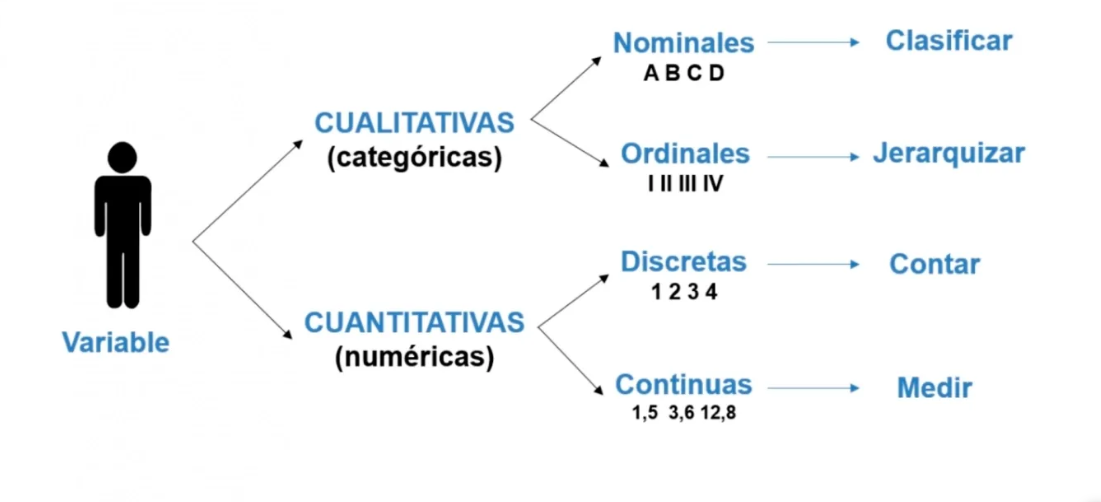 Variable
CUALITATIVAS
(categóricas)
Nominales
A B C D
Clasificar
Ordinales
I II III IV
Jerarquizar
CUANTITATIVAS
(numéricas)
Discretas
1 2 3 4
Contar
Continuas
1,5 3,6 12,8
Medir